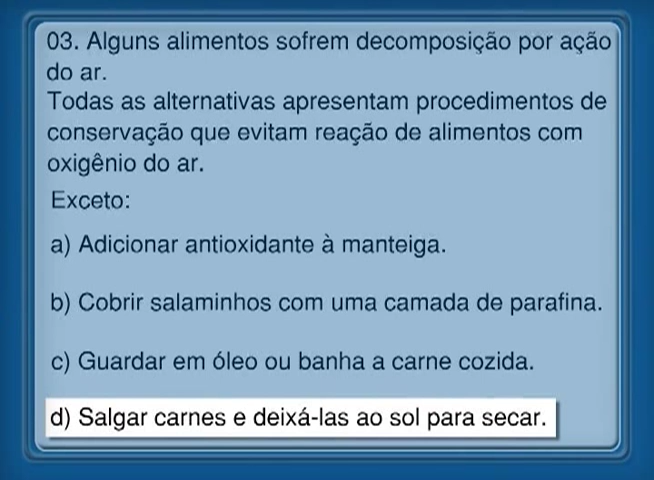 03. Alguns alimentos sofrem decomposição por ação
do ar.
Todas as alternativas apresentam procedimentos de
conservação que evitam reação de alimentos com
oxigênio do ar.
Exceto:
a) Adicionar antioxidante à manteiga.
b) Cobrir salaminhos com uma camada de parafina.
c) Guardar em óleo ou banha a carne cozida.
d) Salgar carnes e deixá-las ao sol para secar.